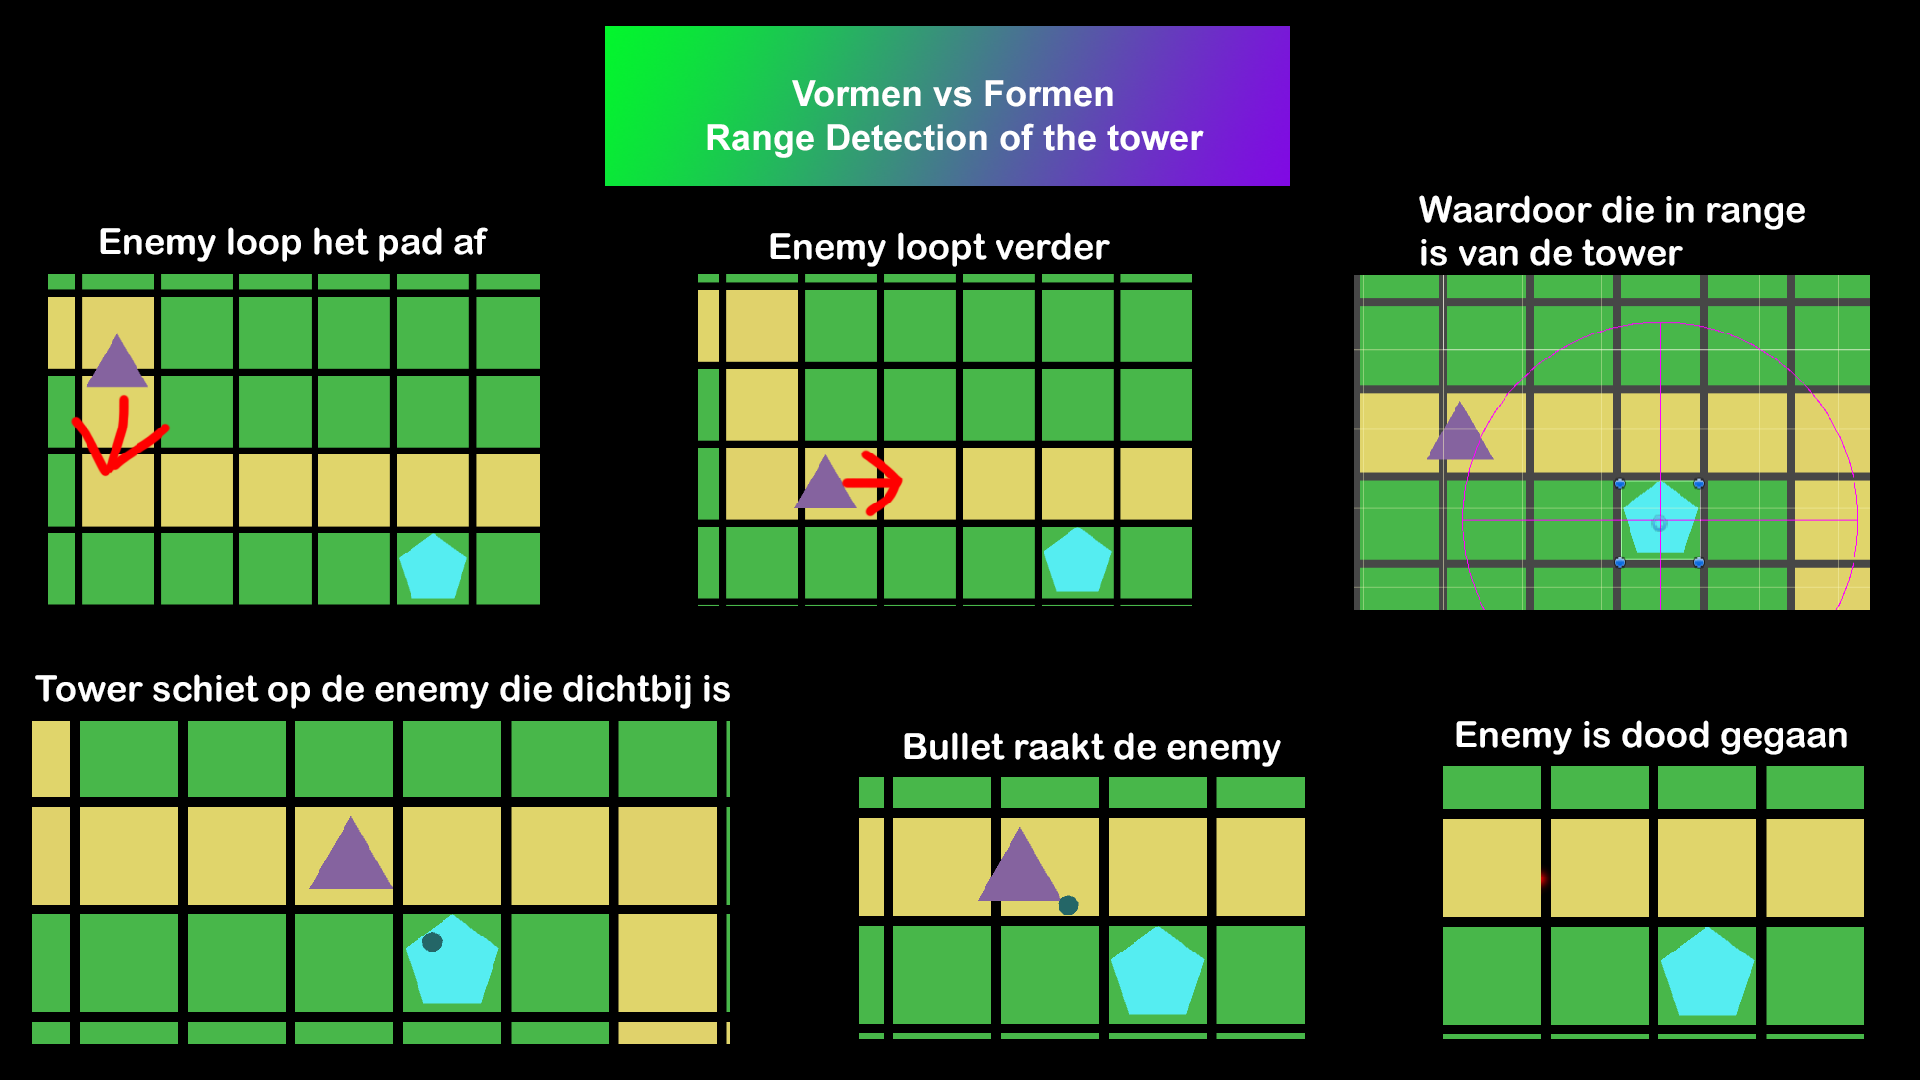 Vormen vs Formen
Range Detection of the tower
Enemy loop het pad af
Enemy loopt verder
Waardoor die in range
is van de tower
Tower schiet op de enemy die dichtbij is
Bullet raakt de enemy
Enemy is dood gegaan